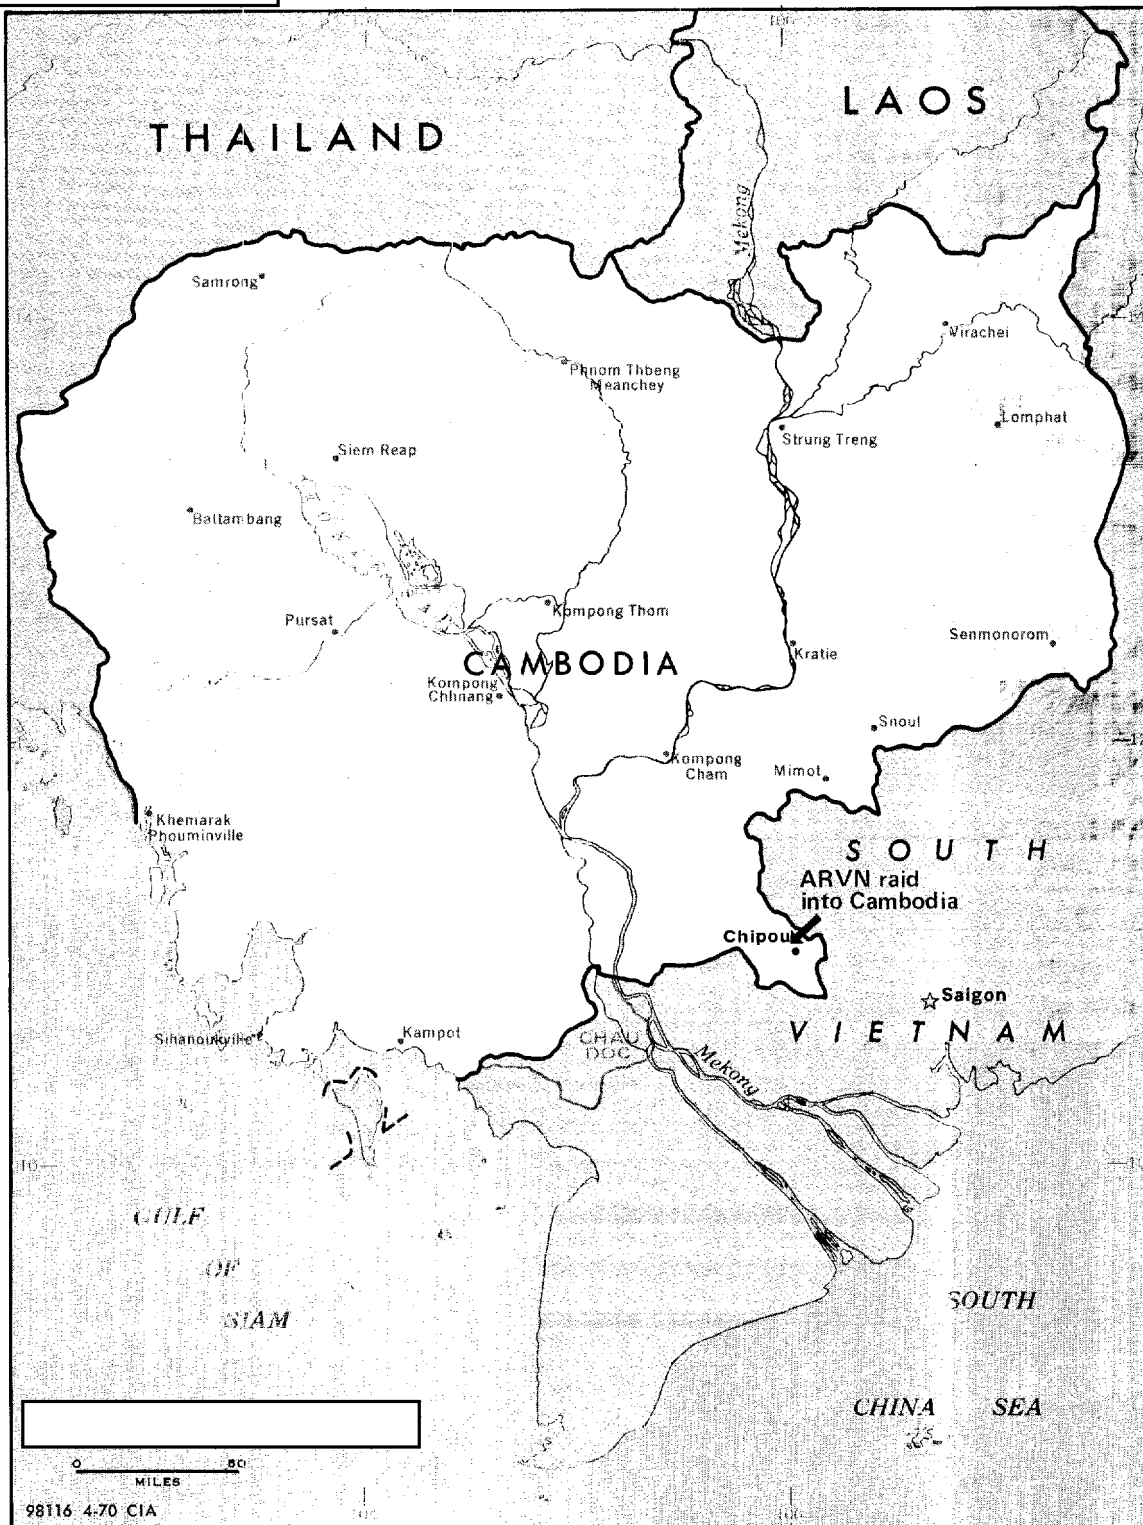 LAOS
THAILAND
Mekong
Samrong
Virachei
Phnom Thbeng
Meanchey
Lomphat
Strung Treng
Siem Reap
Battambang
Kompong Thom
Pursat
Senmonorom
Kratie
CAMBODIA
Kompong
Chhnang
Snoul
Kompong
Cham
Mimot
Khemarak
Phouminville
SOUTH
ARVN raid
into Cambodia
Chipou
Saigon
VIETNAM
Sihanoukville
Kampot
CHAU
DOC
Mekong
10
GULF
OF
SIAM
SOUTH
CHINA SEA
0
MILES
98116 4-70 CIA